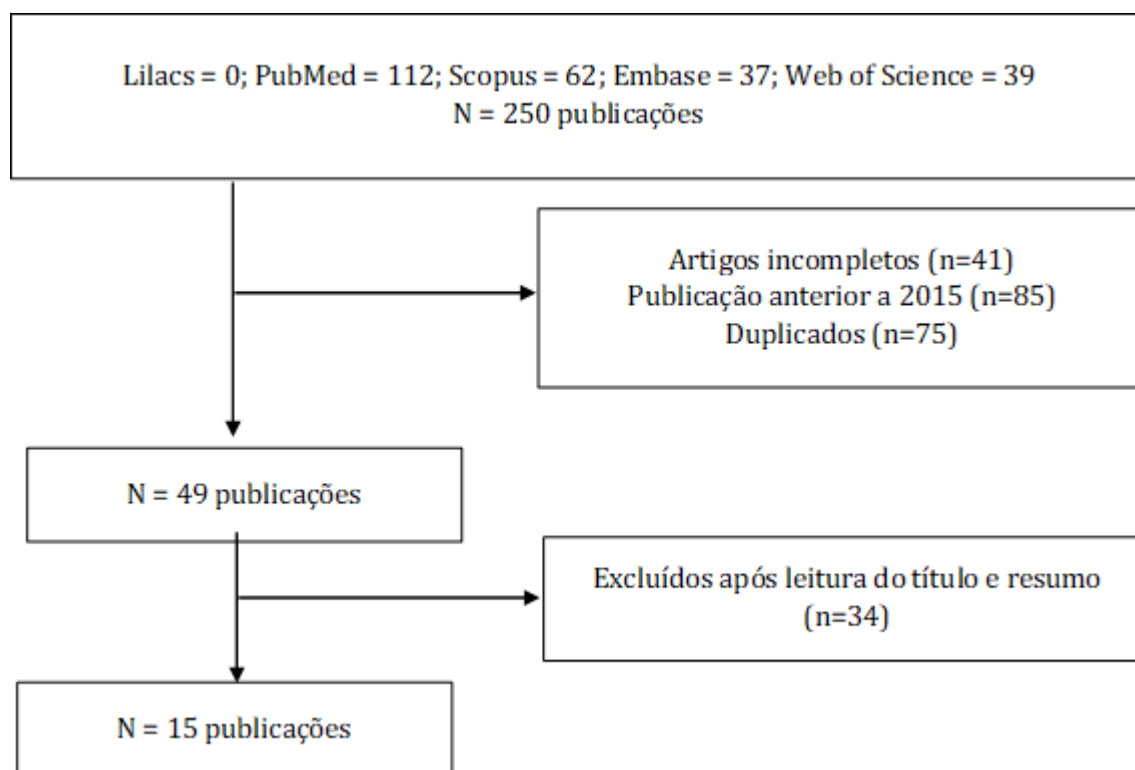 Lilacs = 0; PubMed = 112; Scopus = 62; Embase = 37; Web of Science = 39
N = 250 publicações
Artigos incompletos (n=41)
Publicação anterior a 2015 (n=85)
Duplicados (n=75)
N = 49 publicações
Excluídos após leitura do título e resumo
(n=34)
N = 15 publicações